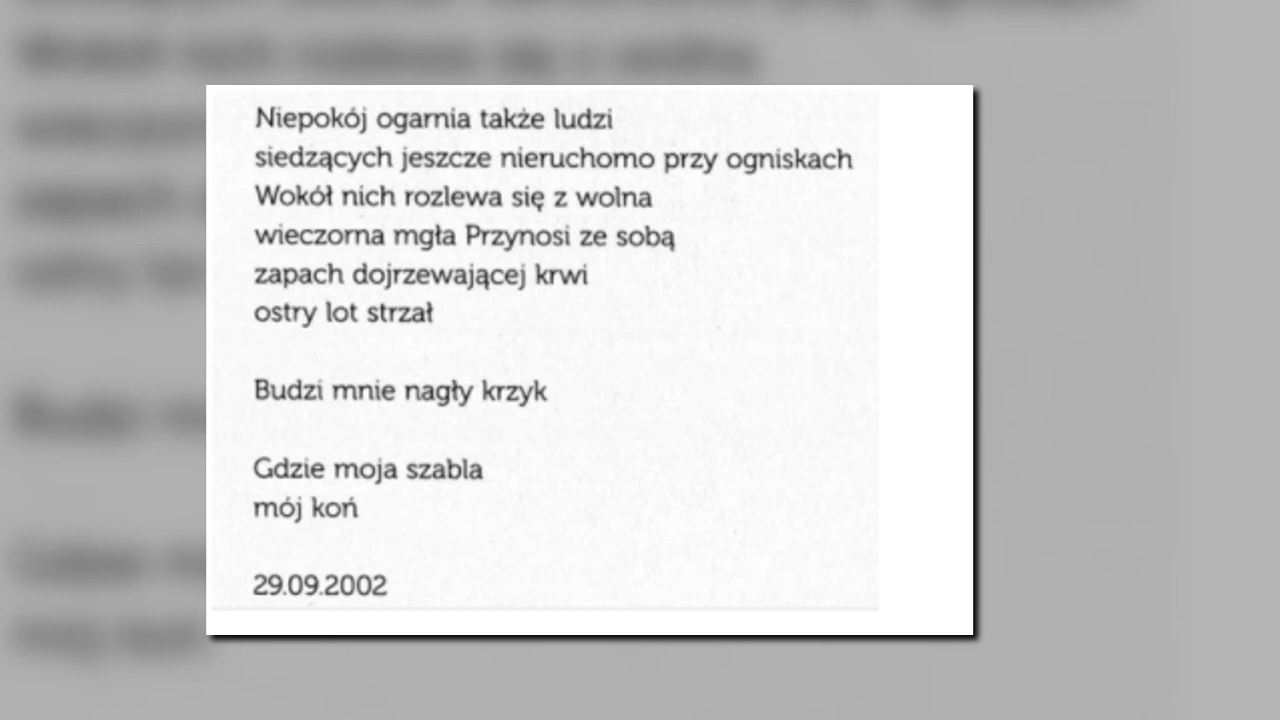 Niepokój ogarnia także ludzi
siedzących jeszcze nieruchomo przy ogniskach
Wokół nich rozlewa się z wolna
wieczorna mgła Przynosi ze sobą
zapach dojrzewającej krwi
ostry lot strzał
Budzi mnie nagły krzyk
Gdzie moja szabla
mój koń
29.09.2002